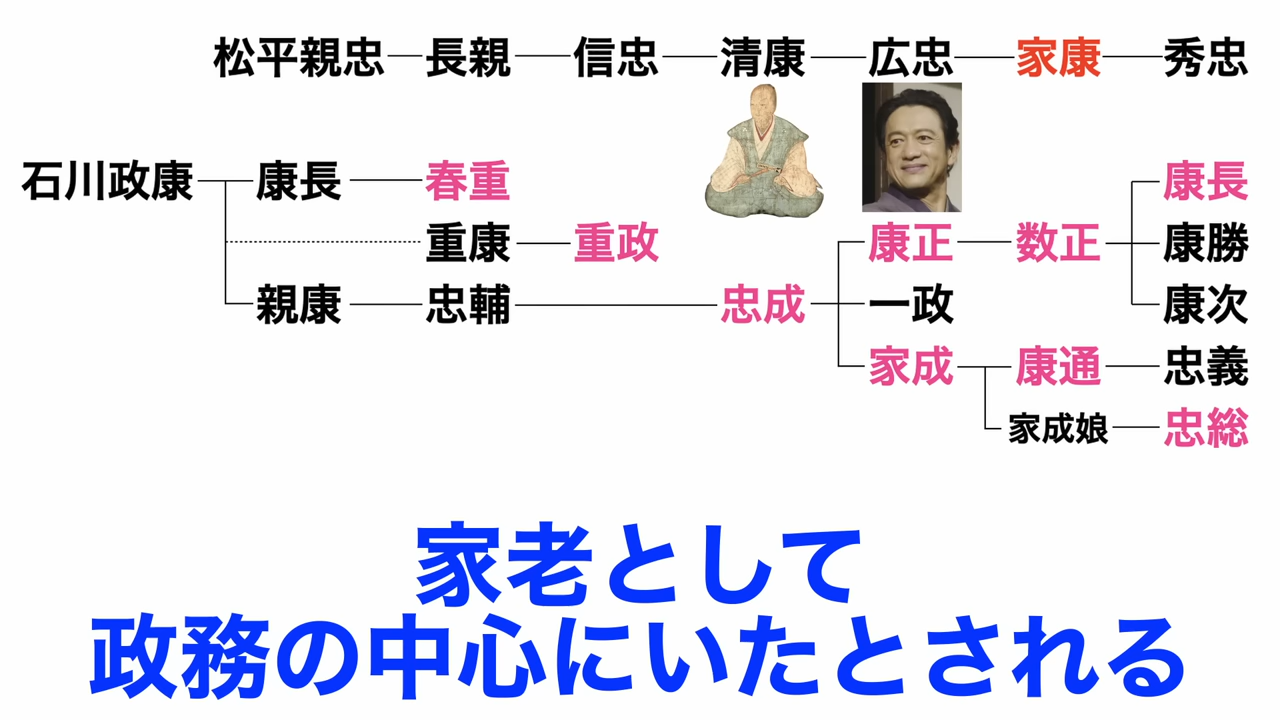 松平親忠 長親 信忠 清康 広忠 家康 秀忠
石川政康 康長 春重 康長
重康 重政 康正 数正 康勝
親康 忠輔 忠成 一政 康次
家成 康通 忠義
家成娘 忠総
家老として
政務の中心にいたとされる